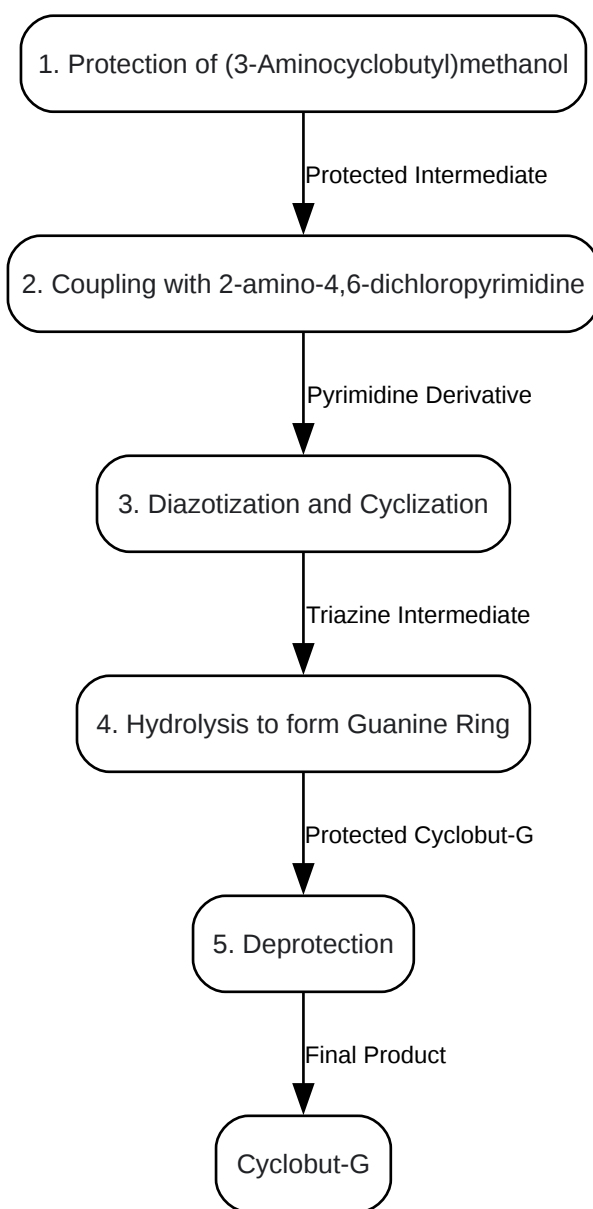 1. Protection of (3-Aminocyclobutyl)methanol
Protected Intermediate
2. Coupling with 2-amino-4,6-dichloropyrimidine
Pyrimidine Derivative
3. Diazotization and Cyclization
Triazine Intermediate
4. Hydrolysis to form Guanine Ring
Protected Cyclobut-G
5. Deprotection
Final Product
Cyclobut-G